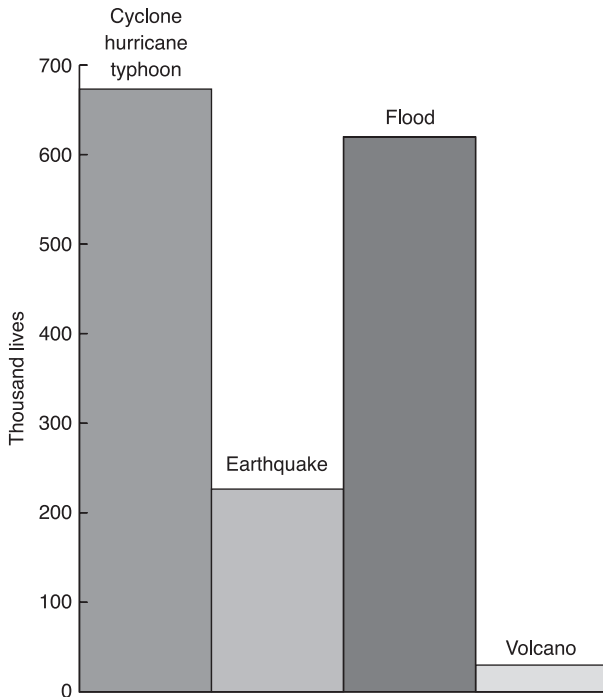 Cyclone
hurricane
typhoon
700
Flood
600
500
400
Thousand lives
300
Earthquake
200
100
Volcano
0